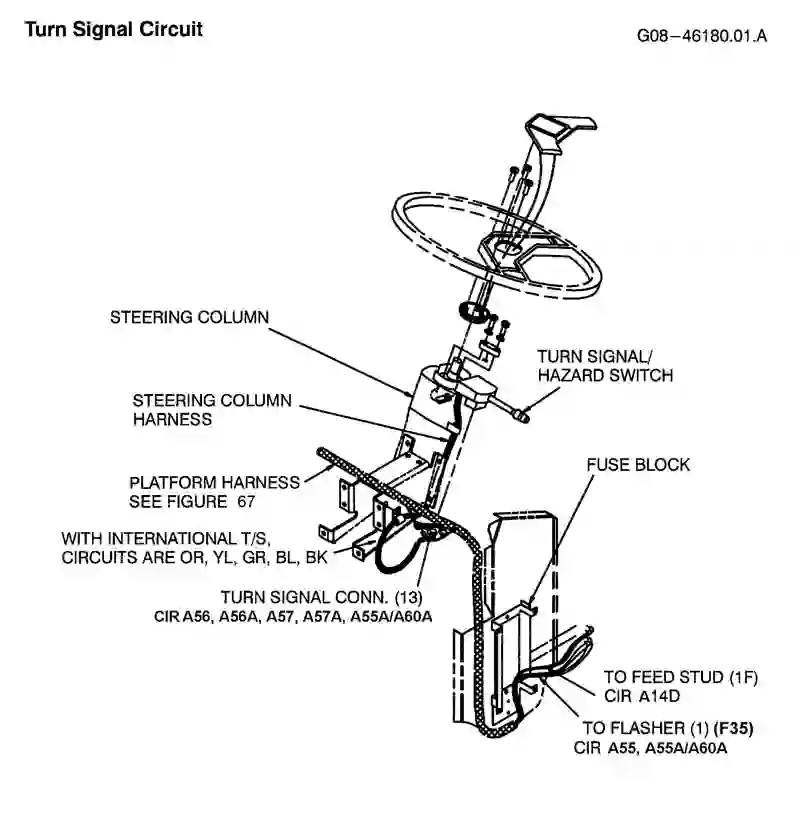 Turn Signal Circuit
G08-46180.01.A
STEERING COLUMN
TURN SIGNAL/
HAZARD SWITCH
STEERING COLUMN
HARNESS
FUSE BLOCK
PLATFORM HARNESS
SEE FIGURE 67
WITH INTERNATIONAL T/S,
CIRCUITS ARE OR, YL, GR, BL, BK
TURN SIGNAL CONN. (13)
CIR A56, A56A, A57, A57A, A55A/A60A
TO FEED STUD (1F)
CIR A14D
TO FLASHER (1) (F35)
CIR A55, A55A/A60A